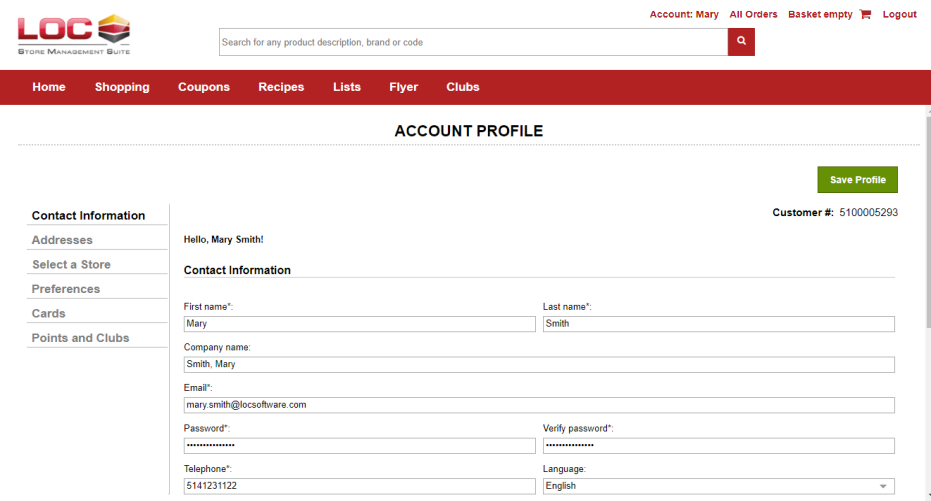 Account: Mary All Orders Basket empty Logout
LOC
STORE MANAGEMENT SUITE
Search for any product description, brand or code
Home Shopping Coupons Recipes Lists Flyer Clubs
ACCOUNT PROFILE
Save Profile
Customer #: 5100005293
Contact Information
Addresses
Select a Store
Preferences
Cards
Points and Clubs
Hello, Mary Smith!
Contact Information
First name*: Last name*:
Mary Smith
Company name:
Smith, Mary
Email*:
mary.smith@locsoftware.com
Password*: Verify password*:
••••••••••••••• •••••••••••••••
Telephone*: Language:
5141231122 English